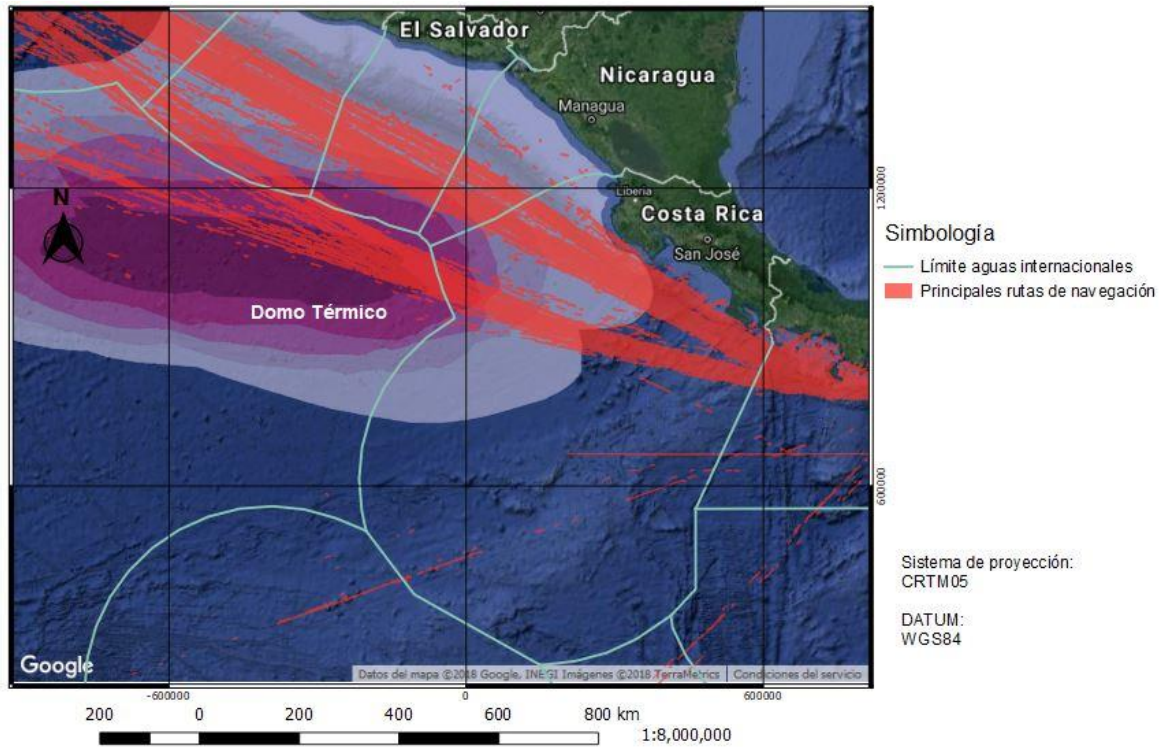 El Salvador
Nicaragua
Managua
Liberia
Costa Rica
San José
N
Domo Térmico
Google
Datos del mapa ©2018 Google, INEGI Imágenes ©2018 TerraMetrics
Condiciones del servicio
1200000
600000
-600000
0
600000
Simbología
Límite aguas internacionales
Principales rutas de navegación
Sistema de proyección:
CRTM05
DATUM:
WGS84
200 0 200 400 600 800 km
1:8,000,000